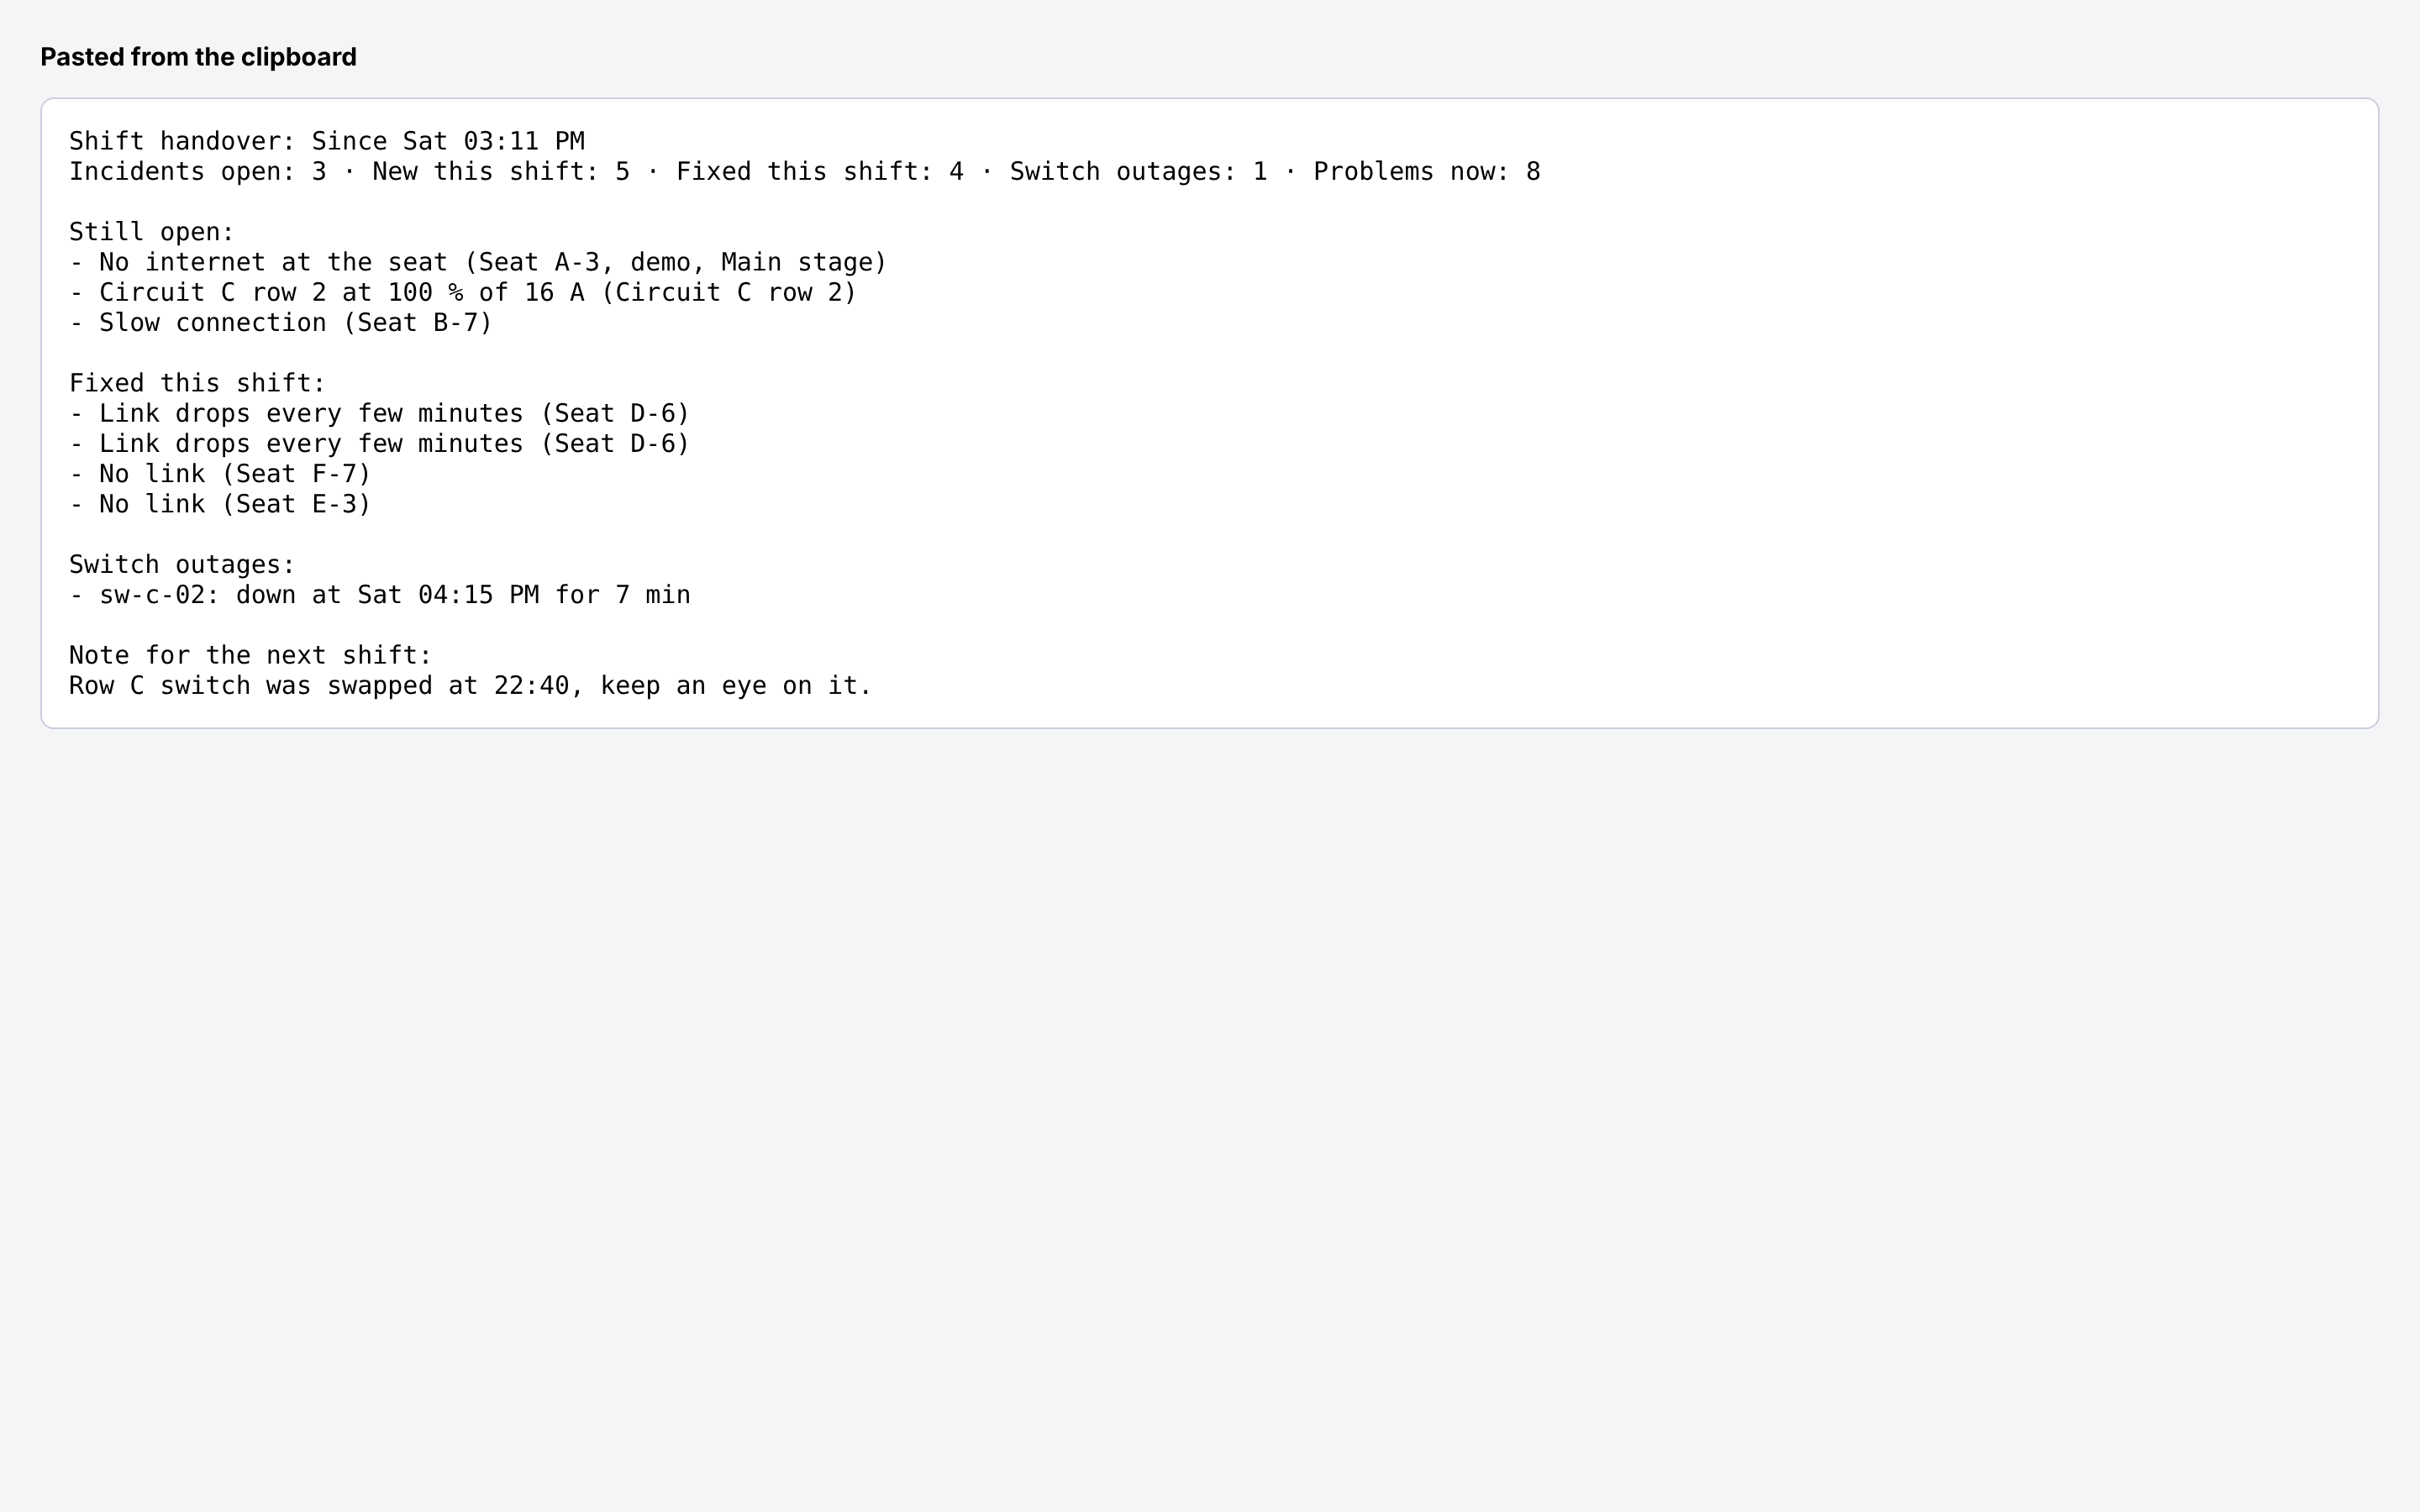 Pasted from the clipboard
Shift handover: Since Sat 03:11 PM
Incidents open: 3 · New this shift: 5 · Fixed this shift: 4 · Switch outages: 1 · Problems now: 8
Still open:
- No internet at the seat (Seat A-3, demo, Main stage)
- Circuit C row 2 at 100 % of 16 A (Circuit C row 2)
- Slow connection (Seat B-7)
Fixed this shift:
- Link drops every few minutes (Seat D-6)
- Link drops every few minutes (Seat D-6)
- No link (Seat F-7)
- No link (Seat E-3)
Switch outages:
- sw-c-02: down at Sat 04:15 PM for 7 min
Note for the next shift:
Row C switch was swapped at 22:40, keep an eye on it.